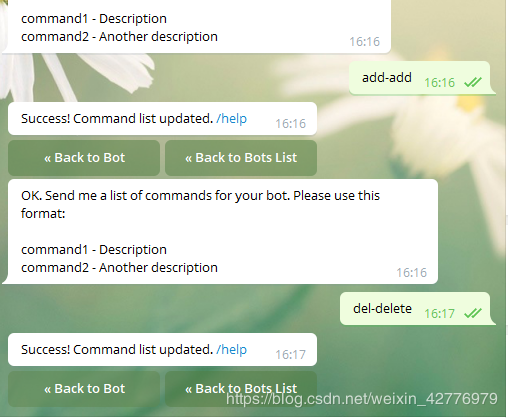 command1 - Description
command2 - Another description
16:16
add-add 16:16
Success! Command list updated. /help 16:16
« Back to Bot « Back to Bots List
OK. Send me a list of commands for your bot. Please use this
format:
command1 - Description
command2 - Another description
16:16
del-delete 16:17
Success! Command list updated. /help 16:17
« Back to Bot « Back to Bots List
https://blog.csdn.net/weixin_42776979